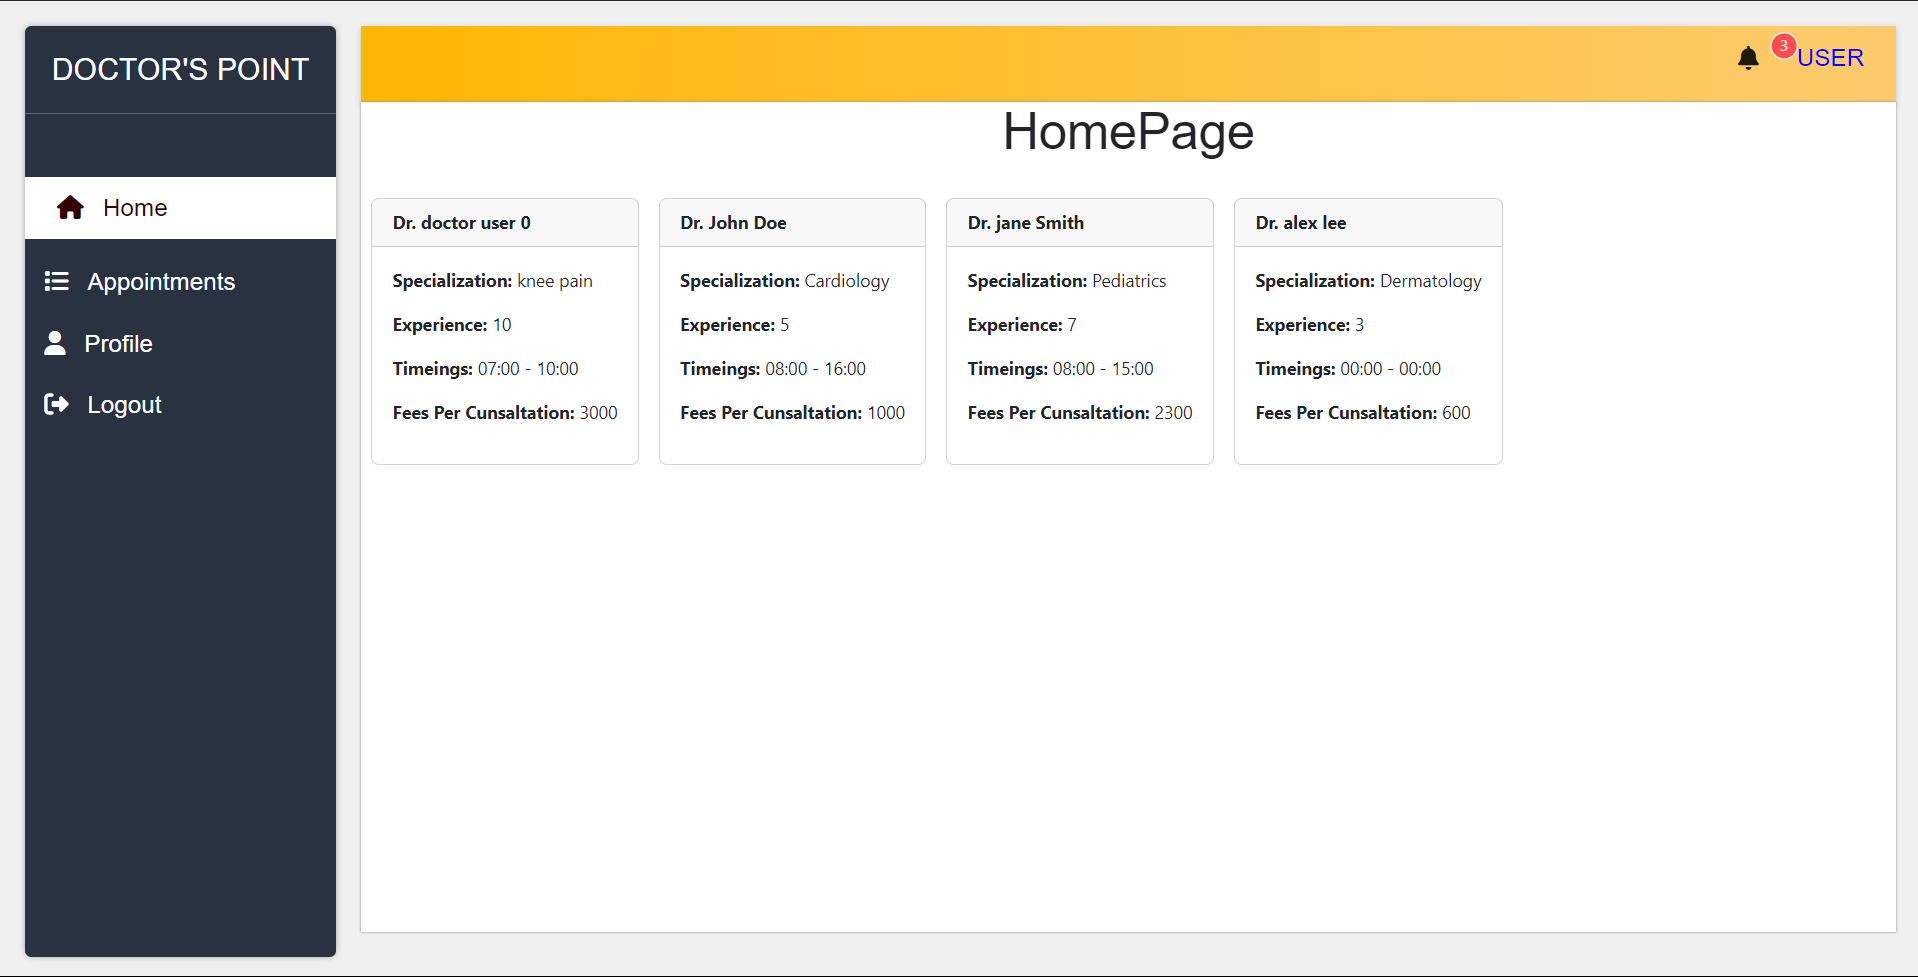 DOCTOR'S POINT
Home
Appointments
Profile
Logout
3
USER
HomePage
Dr. doctor user 0
Specialization: knee pain
Experience: 10
Timeings: 07:00 - 10:00
Fees Per Cunsaltation: 3000
Dr. John Doe
Specialization: Cardiology
Experience: 5
Timeings: 08:00 - 16:00
Fees Per Cunsaltation: 1000
Dr. jane Smith
Specialization: Pediatrics
Experience: 7
Timeings: 08:00 - 15:00
Fees Per Cunsaltation: 2300
Dr. alex lee
Specialization: Dermatology
Experience: 3
Timeings: 00:00 - 00:00
Fees Per Cunsaltation: 600